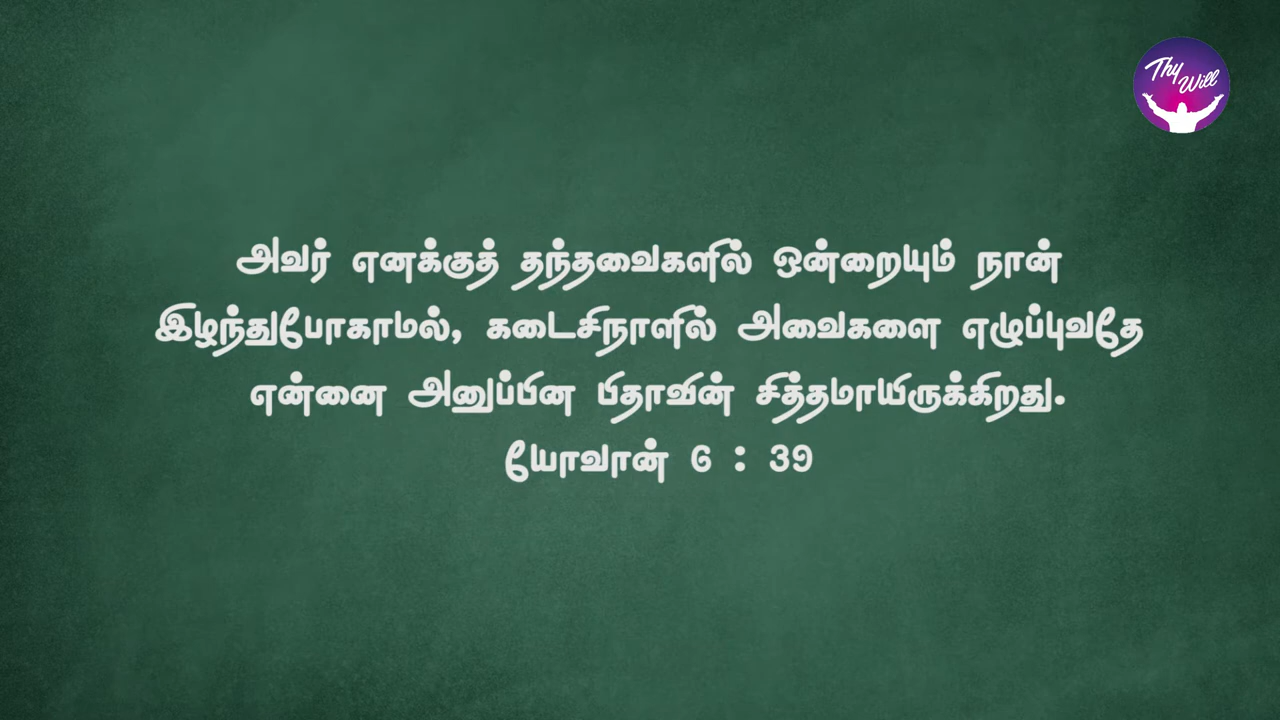 Thy
Will
அவர் எனக்குத் தந்தவைகளில் ஒன்றையும் நான்
இழந்துபோகாமல், கடைசிநாளில் அவைகளை எழுப்புவதே
என்னை அனுப்பின பிதாவின் சித்தமாயிருக்கிறது.
யோவான் 6 : 39